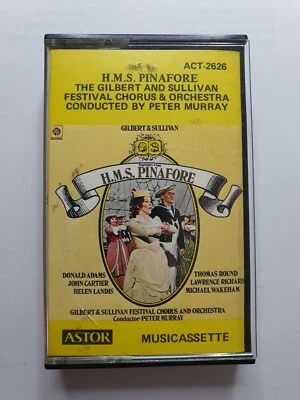 ACT-2626
H.M.S. PINAFORE
THE GILBERT AND SULLIVAN
FESTIVAL CHORUS & ORCHESTRA
CONDUCTED BY PETER MURRAY
GILBERT & SULLIVAN
GS
H.M.S. PINAFORE
DONALD ADAMS
JOHN CARTIER
HELEN LANDIS
THOMAS ROUND
LAWRENCE RICHARD
MICHAEL WAKEHAM
GILBERT & SULLIVAN FESTIVAL CHORUS AND ORCHESTRA
Conductor-PETER MURRAY
ASTOR
MUSICASSETTE